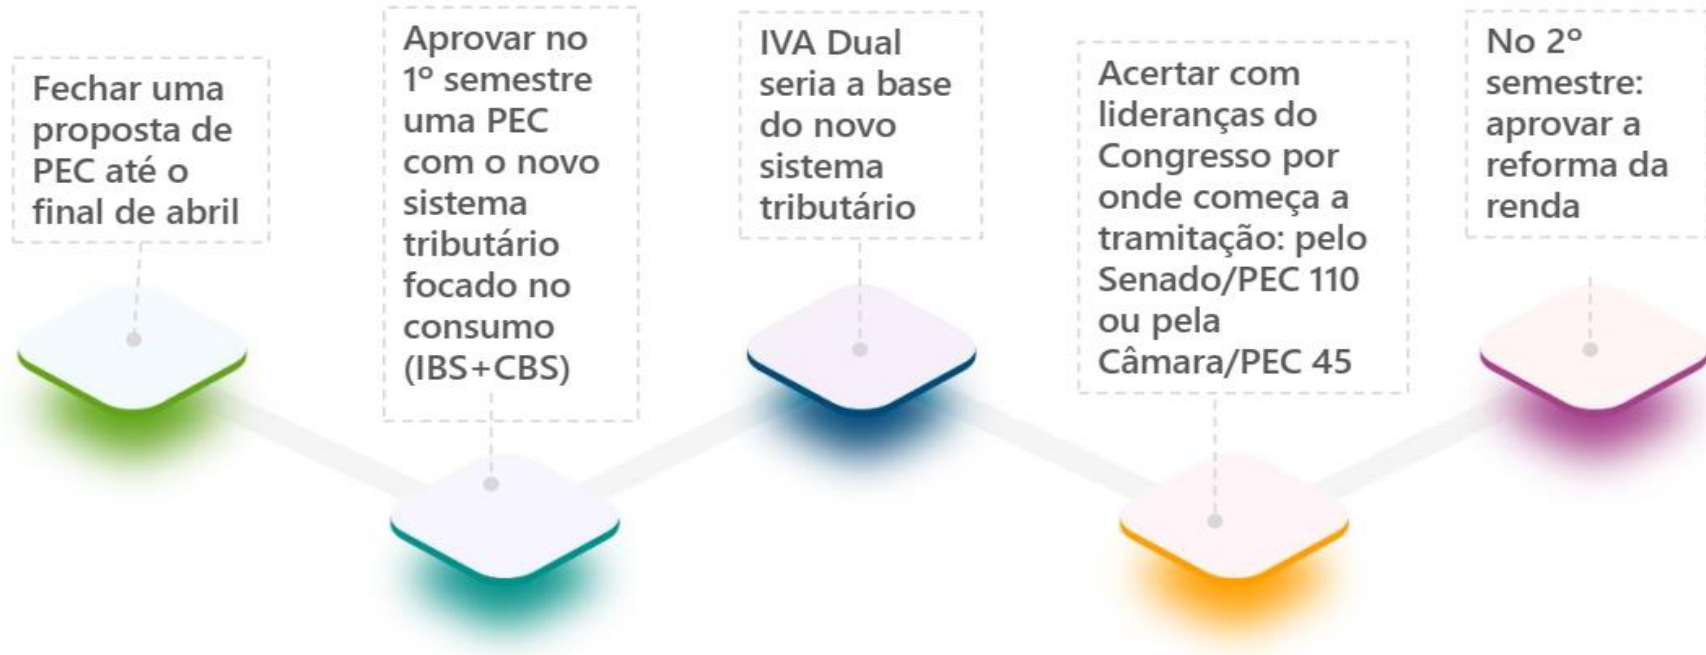 Fechar uma
proposta de
PEC até o
final de abril
Aprovar no
1º semestre
uma PEC
com o novo
sistema
tributário
focado no
consumo
(IBS+CBS)
IVA Dual
seria a base
do novo
sistema
tributário
Acertar com
lideranças do
Congresso por
onde começa a
tramitação: pelo
Senado/PEC 110
ou pela
Câmara/PEC 45
No 2º
semestre:
aprovar a
reforma da
renda